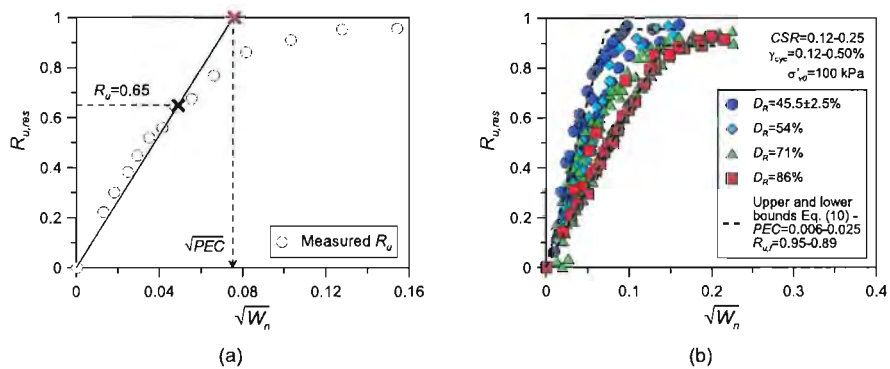 1
0.8
0.6
0.4
0.2
0
R_u,res
R_u=0.65
√PEC
Measured R_u
0 0.04 0.08 0.12 0.16
√W_n
(a)
1
0.8
0.6
0.4
0.2
0
R_u,res
CSR=0.12-0.25
γ_cyc=0.12-0.50%
σ'_v0=100 kPa
D_R=45.5±2.5%
D_R=54%
D_R=71%
D_R=86%
Upper and lower
bounds Eq. (10) -
PEC=0.006-0.025
R_u,f=0.95-0.89
0 0.1 0.2 0.3 0.4
√W_n
(b)